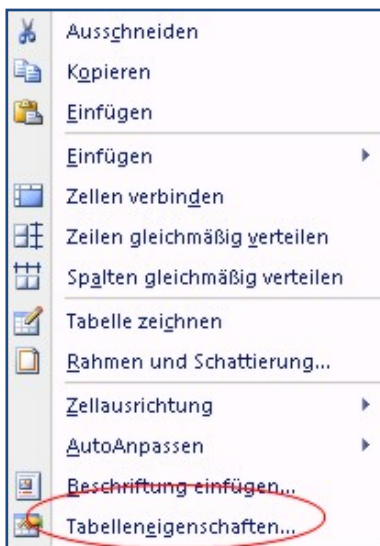 Ausschneiden
Kopieren
Einfügen
Einfügen
Zellen verbinden
Zeilen gleichmäßig verteilen
Spalten gleichmäßig verteilen
Tabelle zeichnen
Rahmen und Schattierung...
Zellausrichtung
AutoAnpassen
Beschriftung einfügen...
Tabelleneigenschaften...